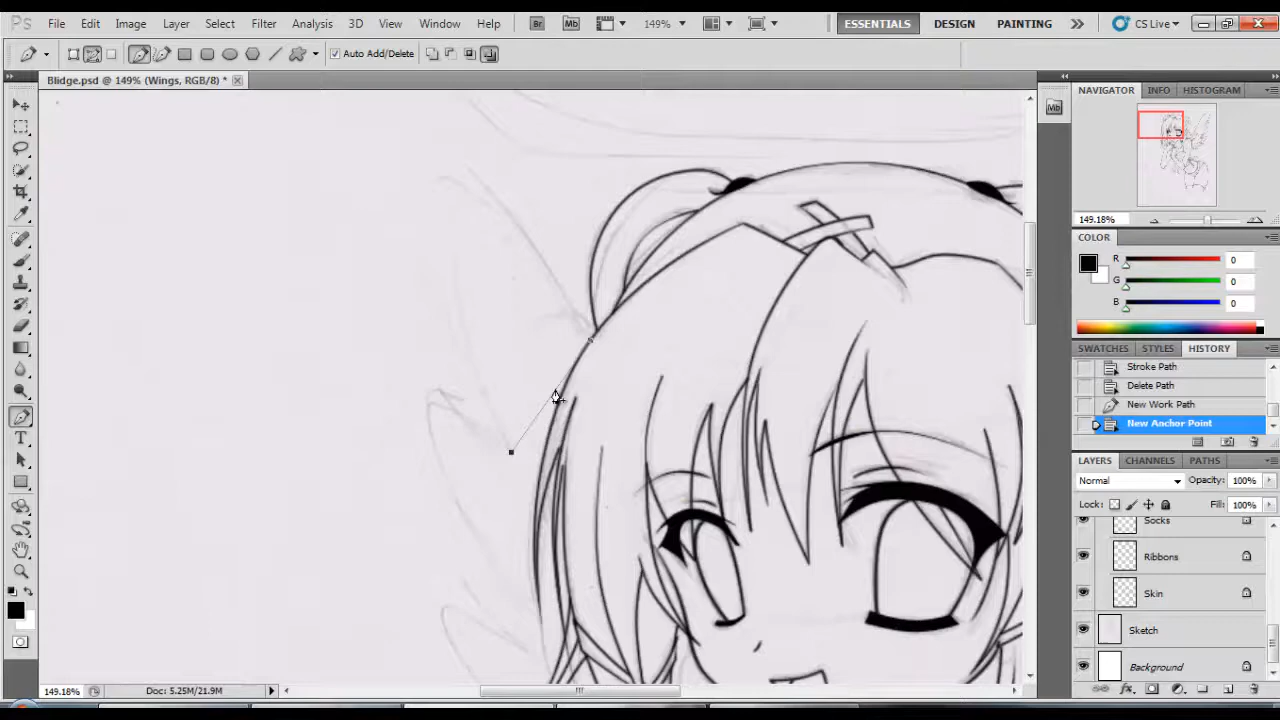 Ps File Edit Image Layer Select Filter Analysis 3D View Window Help Br Mb 149% ESSENTIALS DESIGN PAINTING CS Live
Auto Add/Delete
Blidge.psd @ 149% (Wings, RGB/8) *
NAVIGATOR INFO HISTOGRAM
Mb
149.18%
COLOR
R 0
G 0
B 0
SWATCHES STYLES HISTORY
Stroke Path
Delete Path
New Work Path
New Anchor Point
LAYERS CHANNELS PATHS
Normal Opacity: 100%
Lock: Fill: 100%
Socks
Ribbons
Skin
Sketch
Background
149.18% Doc: 5.25M/21.9M